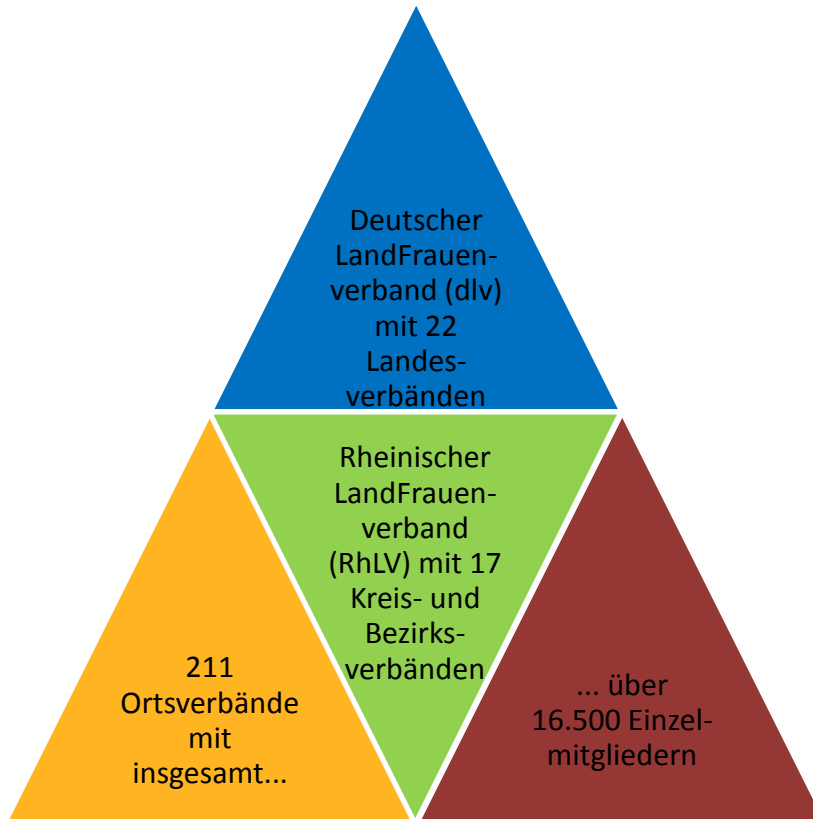 Deutscher
LandFrauen-
verband (dlv)
mit 22
Landes-
verbänden
Rheinischer
LandFrauen-
verband
(RhLV) mit 17
Kreis- und
Bezirks-
verbänden
211
Ortsverbände
mit
insgesamt...
... über
16.500 Einzel-
mitgliedern